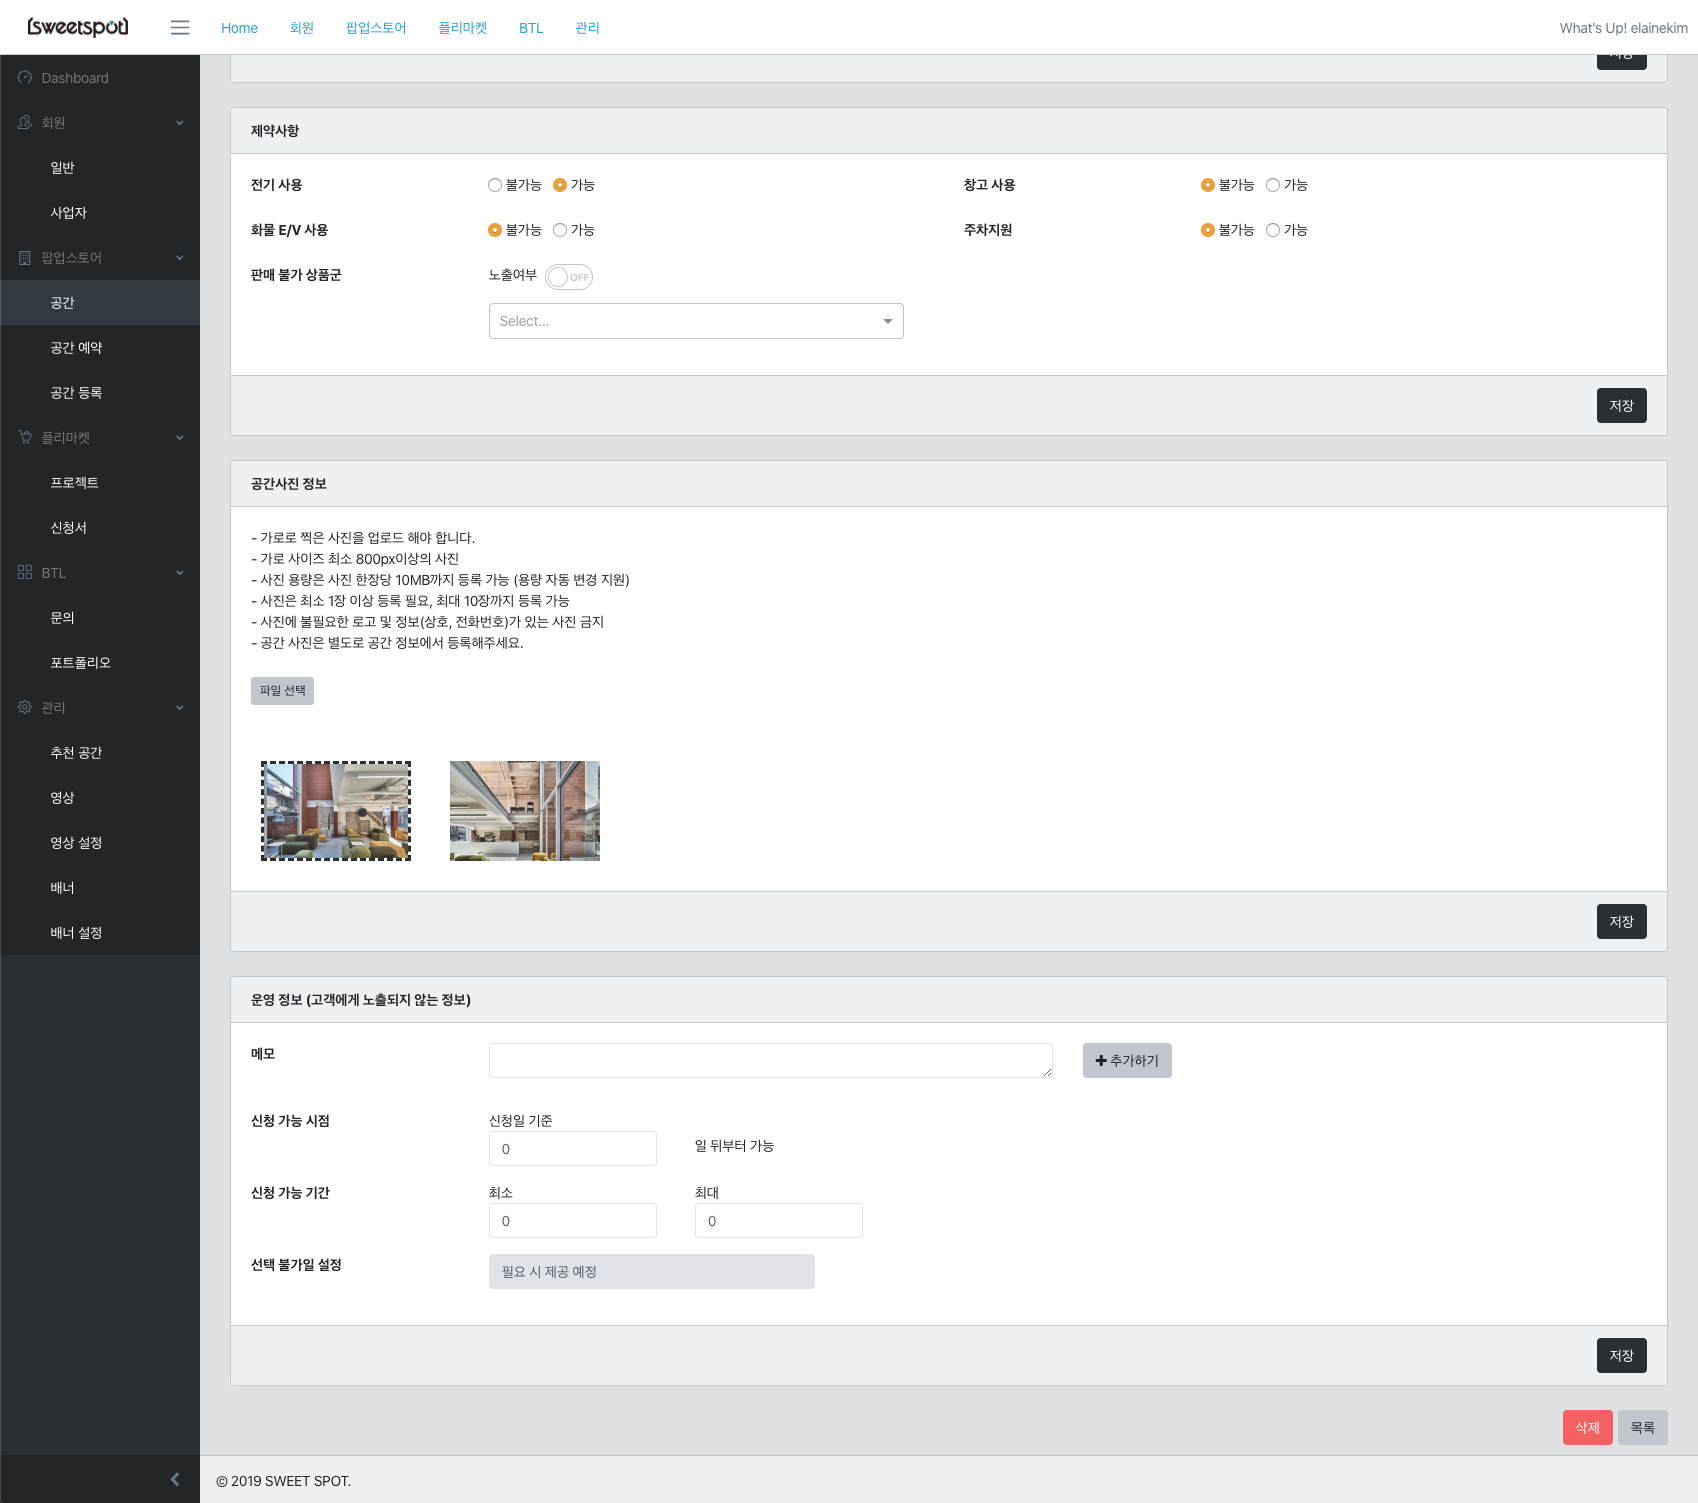 (sweetspot)
Home 회원 팝업스토어 플리마켓 BTL 관리
What's Up! elainekim
Dashboard
회원
일반
사업자
팝업스토어
공간
공간 예약
공간 등록
플리마켓
프로젝트
신청서
BTL
문의
포트폴리오
관리
추천 공간
영상
영상 설정
배너
배너 설정
제약사항
전기 사용 불가능 가능 창고 사용 불가능 가능
화물 E/V 사용 불가능 가능 주차지원 불가능 가능
판매 불가 상품군 노출여부 OFF
Select...
저장
공간사진 정보
- 가로로 찍은 사진을 업로드 해야 합니다.
- 가로 사이즈 최소 800px이상의 사진
- 사진 용량은 사진 한장당 10MB까지 등록 가능 (용량 자동 변경 지원)
- 사진은 최소 1장 이상 등록 필요, 최대 10장까지 등록 가능
- 사진에 불필요한 로고 및 정보(상호, 전화번호)가 있는 사진 금지
- 공간 사진은 별도로 공간 정보에서 등록해주세요.
파일 선택
저장
운영 정보 (고객에게 노출되지 않는 정보)
메모 추가하기
신청 가능 시점 신청일 기준
0 일 뒤부터 가능
신청 가능 기간 최소 최대
0 0
선택 불가일 설정 필요 시 제공 예정
저장
삭제 목록
© 2019 SWEET SPOT.